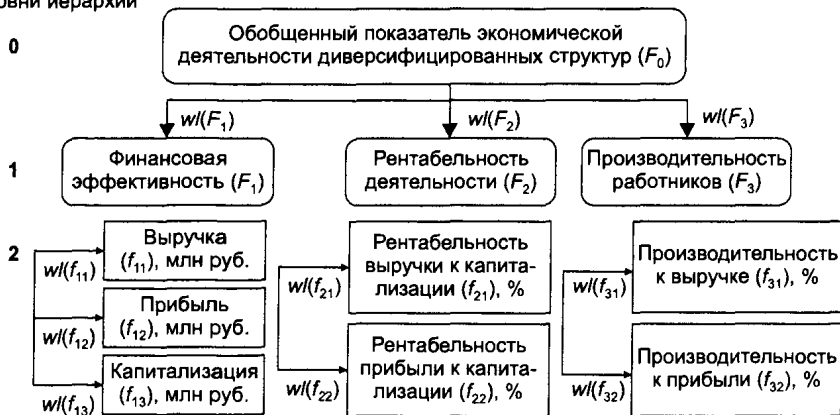 овни иерархии
0
Обобщенный показатель экономической
деятельности диверсифицированных структур (F₀)
wl(F₁)
wl(F₂)
wl(F₃)
1
Финансовая
эффективность (F₁)
Рентабельность
деятельности (F₂)
Производительность
работников (F₃)
2
wl(f₁₁)
Выручка
(f₁₁), млн руб.
wl(f₁₂)
Прибыль
(f₁₂), млн руб.
wl(f₁₃)
Капитализация
(f₁₃), млн руб.
wl(f₂₁)
Рентабельность
выручки к капита-
лизации (f₂₁), %
wl(f₂₂)
Рентабельность
прибыли к капита-
лизации (f₂₂), %
wl(f₃₁)
Производительность
к выручке (f₃₁), %
wl(f₃₂)
Производительность
к прибыли (f₃₂), %